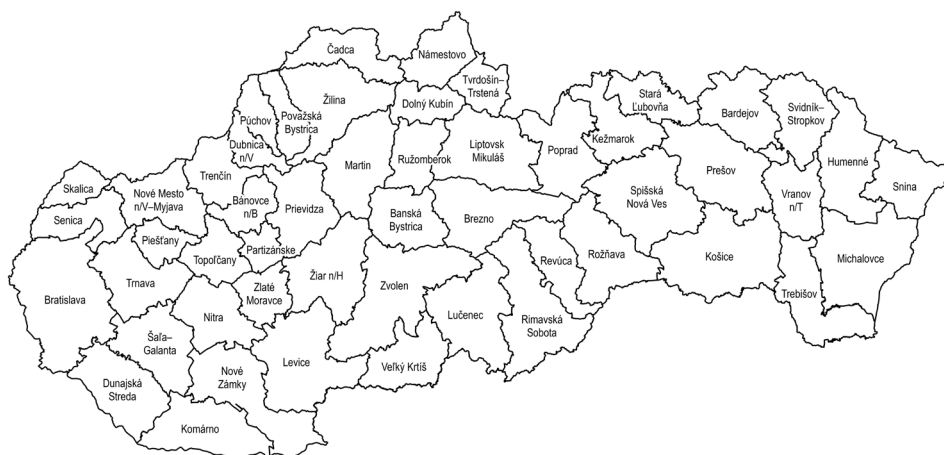 Čadca
Námestovo
Tvrdošín–
Trstená
Žilina
Dolný Kubín
Stará
Ľubovňa
Bardejov
Svidník–
Stropkov
Púchov
Považská
Bystrica
Dubnica
n/V
Martin
Ružomberok
Liptovsk
Mikuláš
Poprad
Kežmarok
Prešov
Humenné
Snina
Skalica
Nové Mesto
n/V–Myjava
Trenčín
Bánovce
n/B
Prievidza
Spišská
Nová Ves
Vranov
n/T
Senica
Piešťany
Topoľčany
Partizánske
Banská
Bystrica
Brezno
Revúca
Rožňava
Košice
Michalovce
Bratislava
Trnava
Nitra
Zlaté
Moravce
Žiar n/H
Zvolen
Lučenec
Rimavská
Sobota
Trebišov
Šaľa–
Galanta
Levice
Veľký Krtíš
Dunajská
Streda
Nové
Zámky
Komárno